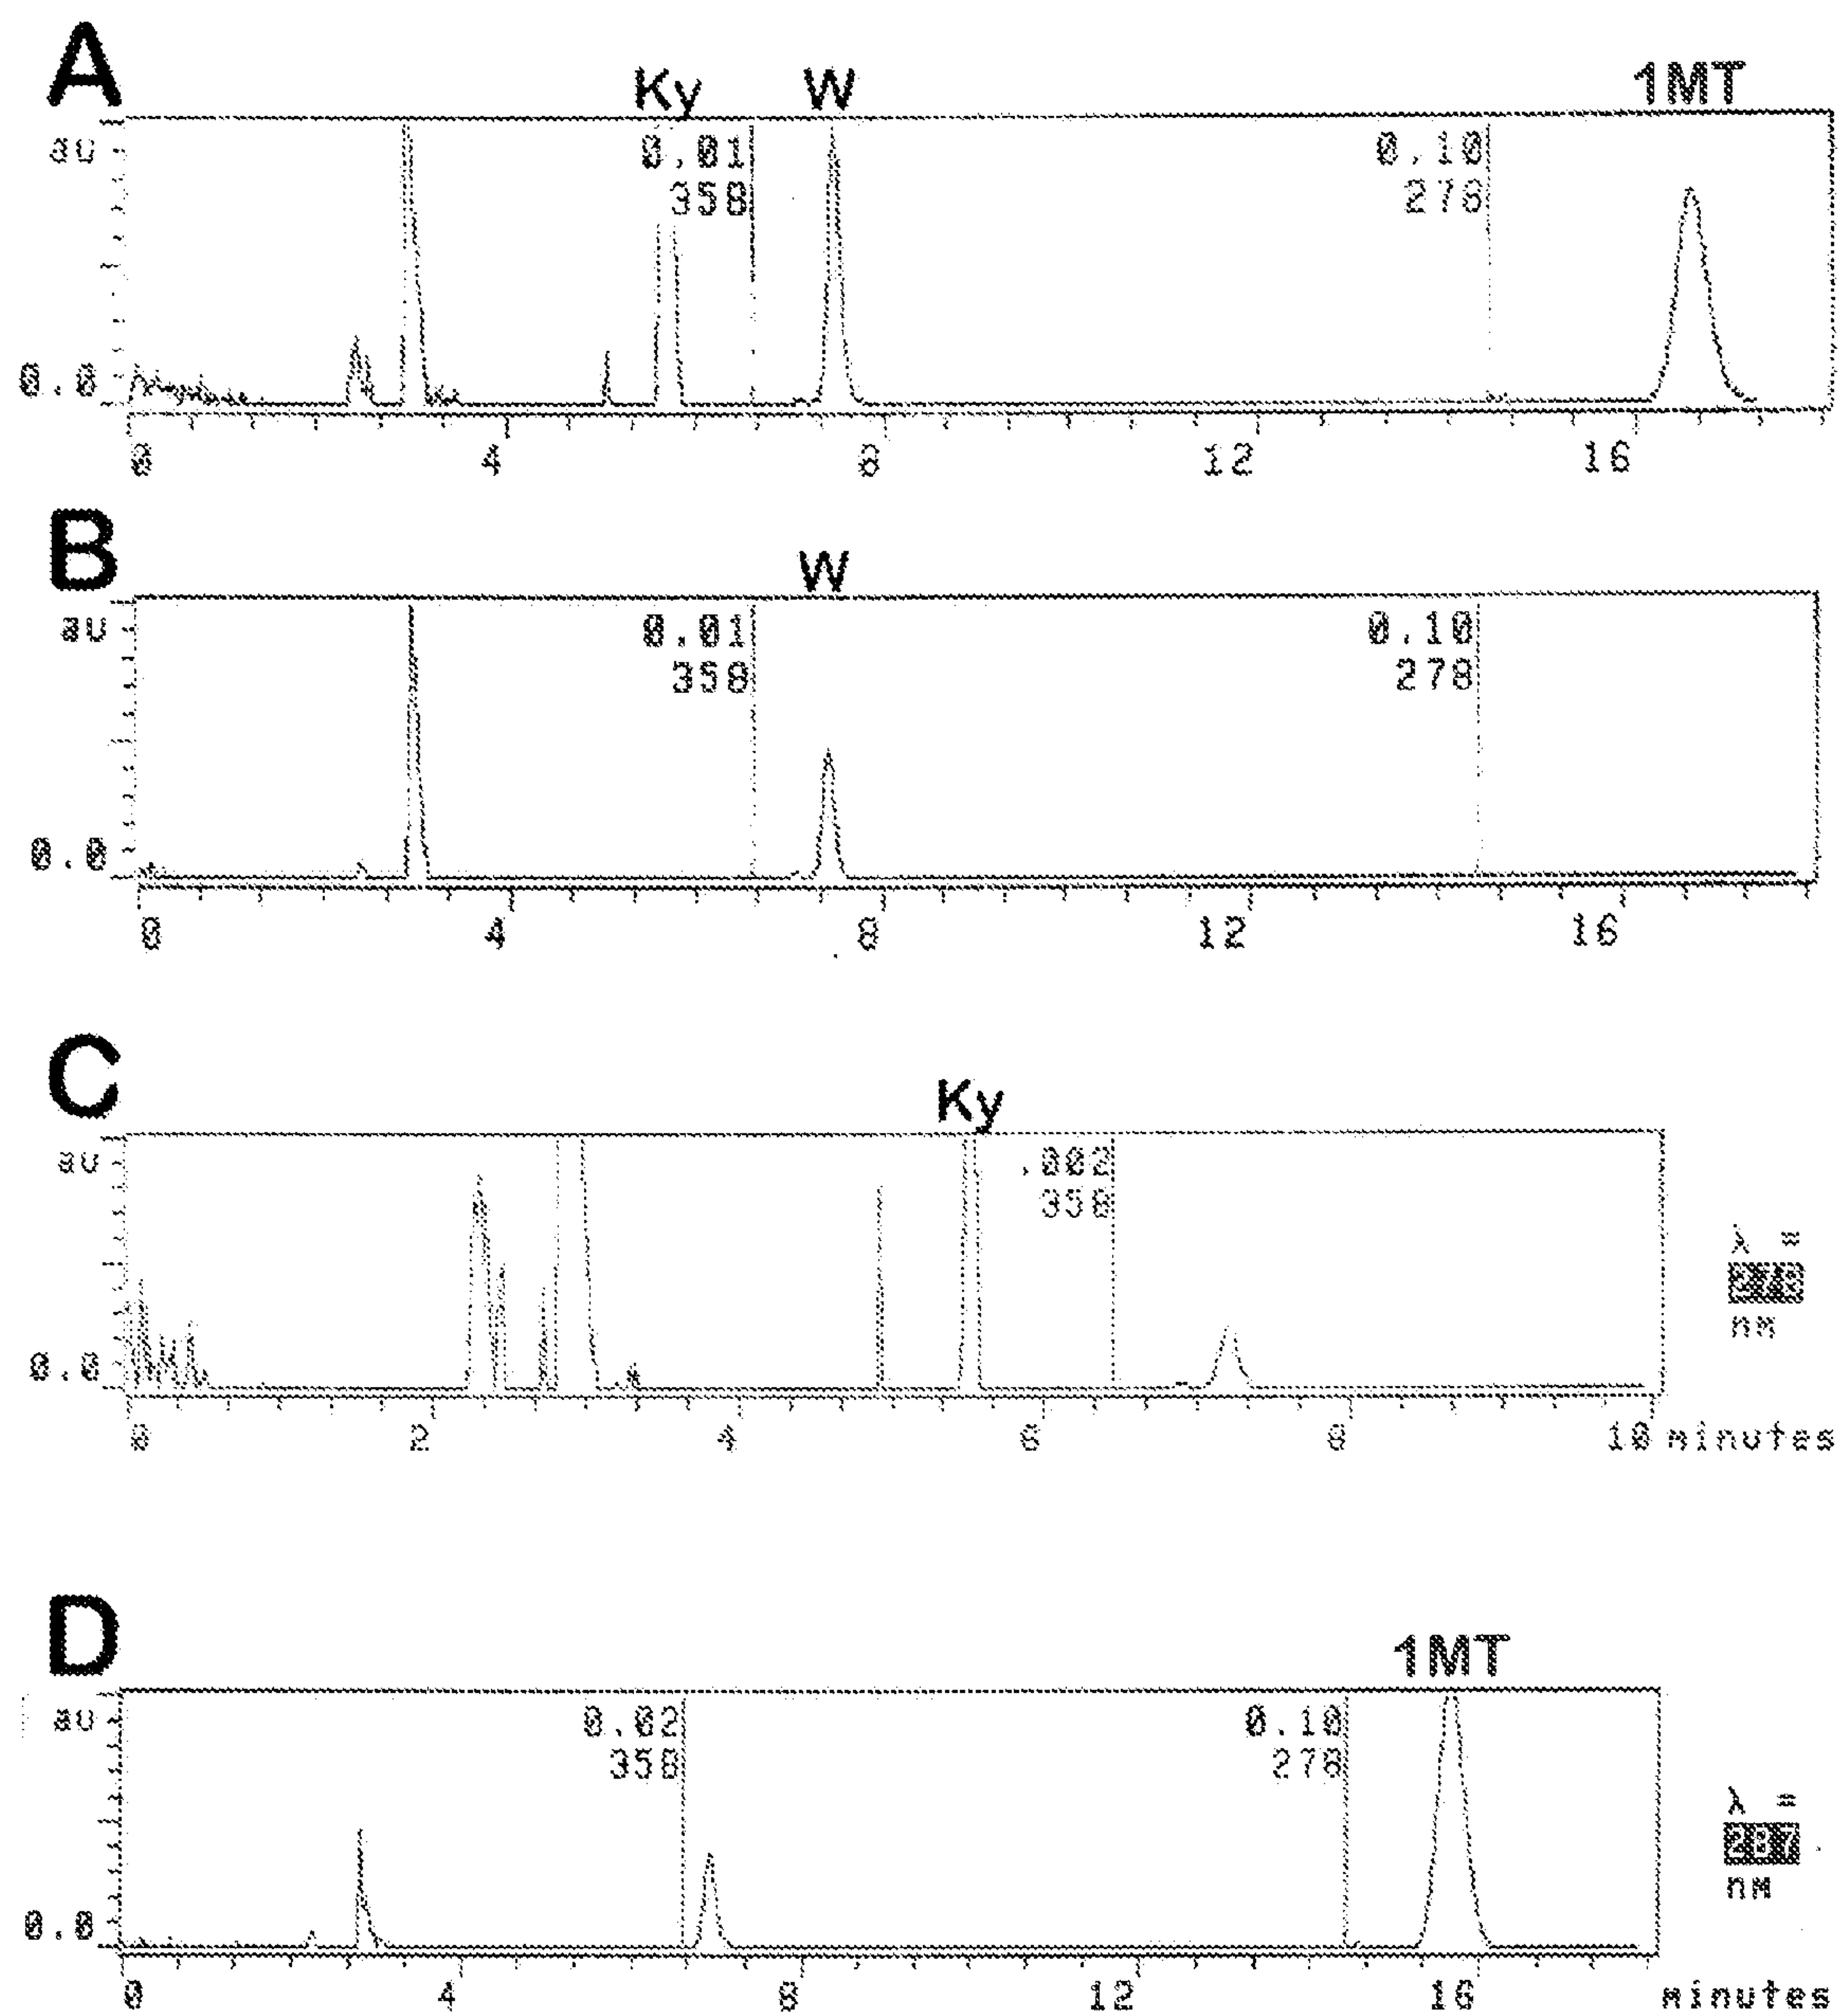 A
Ky W 1MT
au 0.01 0.10
358 278
0.0
0 4 8 12 16
B
W
au 0.01 0.10
358 278
0.0
0 4 8 12 16
C
Ky
au .002
358
λ =
nm
0.0
0 2 4 6 8 10 minutes
D
1MT
au 0.02 0.10
358 278
λ =
287
nm
0.0
0 4 8 12 16 minutes